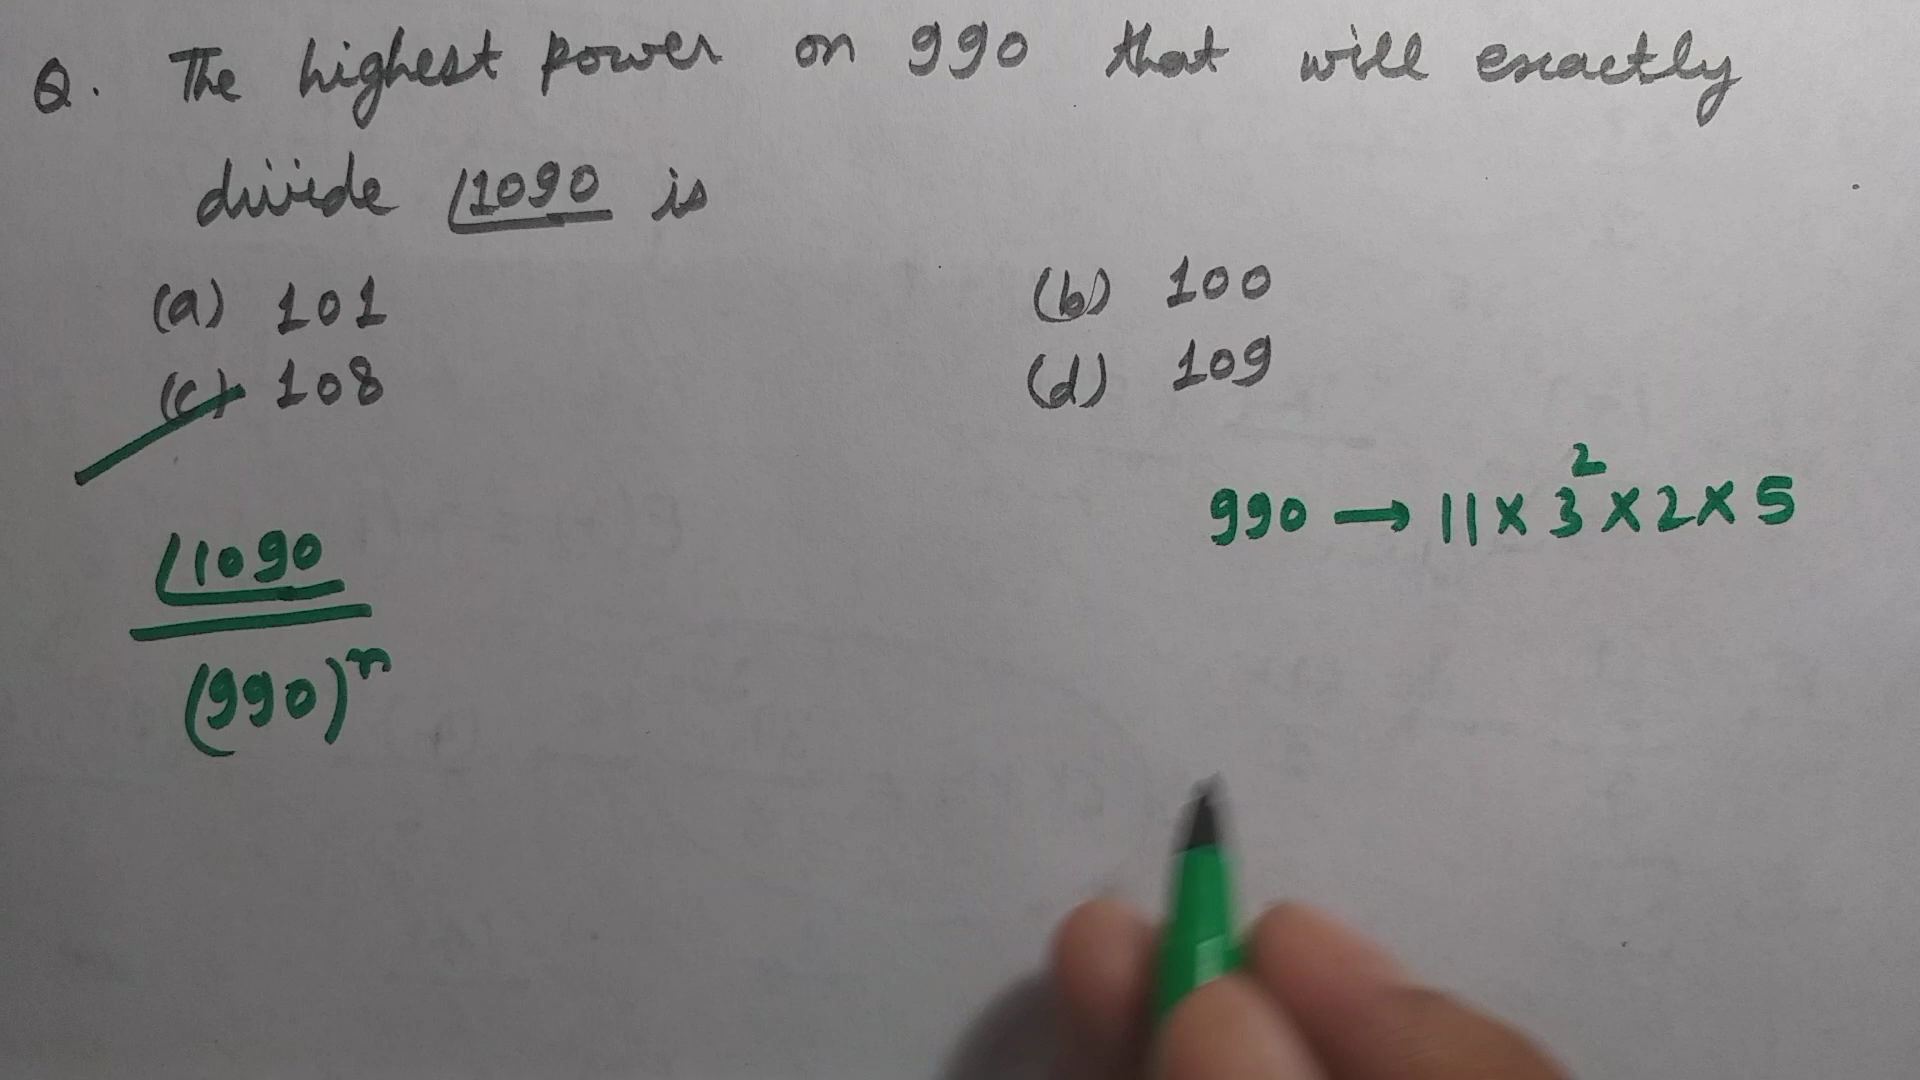 Q. The highest power on 990 that will exactly
divide ⌊1090 is
(a) 101 (b) 100
(c) 108 (d) 109
990 → 11 × 3² × 2 × 5
⌊1090
(990)ⁿ